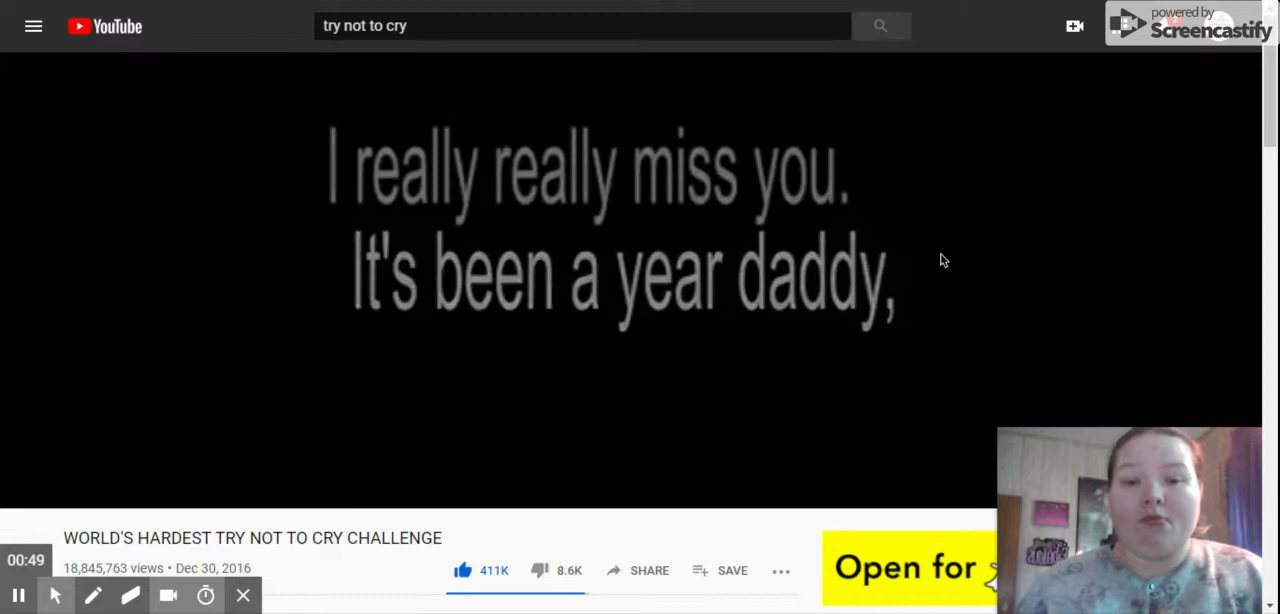 YouTube
try not to cry
powered by
Screencastify
I really really miss you.
It's been a year daddy,
WORLD'S HARDEST TRY NOT TO CRY CHALLENGE
18,845,763 views • Dec 30, 2016
411K
8.6K
SHARE
SAVE
Open for
00:49